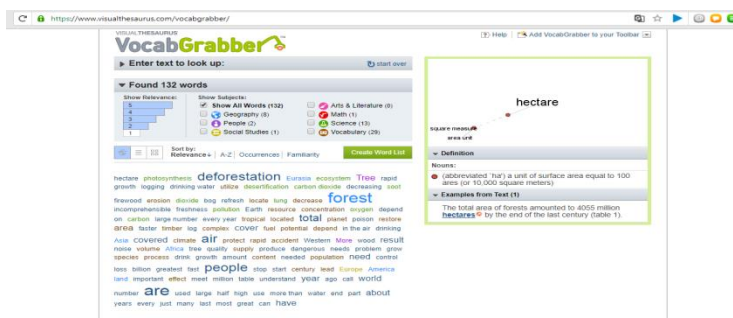 https://www.visualthesaurus.com/vocabgrabber/
VISUAL THESAURUS
VocabGrabber
Help
Add VocabGrabber to your Toolbar
Enter text to look up:
start over
Found 132 words
Show Relevance:
5
4
3
2
1
Show Subjects:
Show All Words (132)
Geography (8)
People (2)
Social Studies (1)
Arts & Literature (8)
Math (1)
Science (13)
Vocabulary (29)
Sort by:
Relevance A-Z Occurrences Familiarity
Create Word List
hectare photosynthesis deforestation Eurasia ecosystem Tree rapid
growth logging drinking water utilize desertification carbon dioxide decreasing soot
firewood erosion dioxide bog refresh locate lung decrease forest
incomprehensible freshness pollution Earth resource concentration oxygen depend
on carbon large number every year tropical located total planet poison restore
area faster timber log complex cover fuel potential depend in the air drinking
Asia covered climate air protect rapid accident Western More wood result
noise volume Africa tree quality supply produce dangerous needs problem grow
species process drink growth amount content needed population need control
loss billion greatest fast people stop start century lead Europe America
land important effect meet million table understand year ago call world
number are used large half high use more than water end part about
years every just many last most great can have
hectare
square measure
area unit
Definition
Nouns:
(abbreviated 'ha') a unit of surface area equal to 100
ares (or 10,000 square meters)
Examples from Text (1)
The total area of forests amounted to 4055 million
hectares by the end of the last century (table 1).